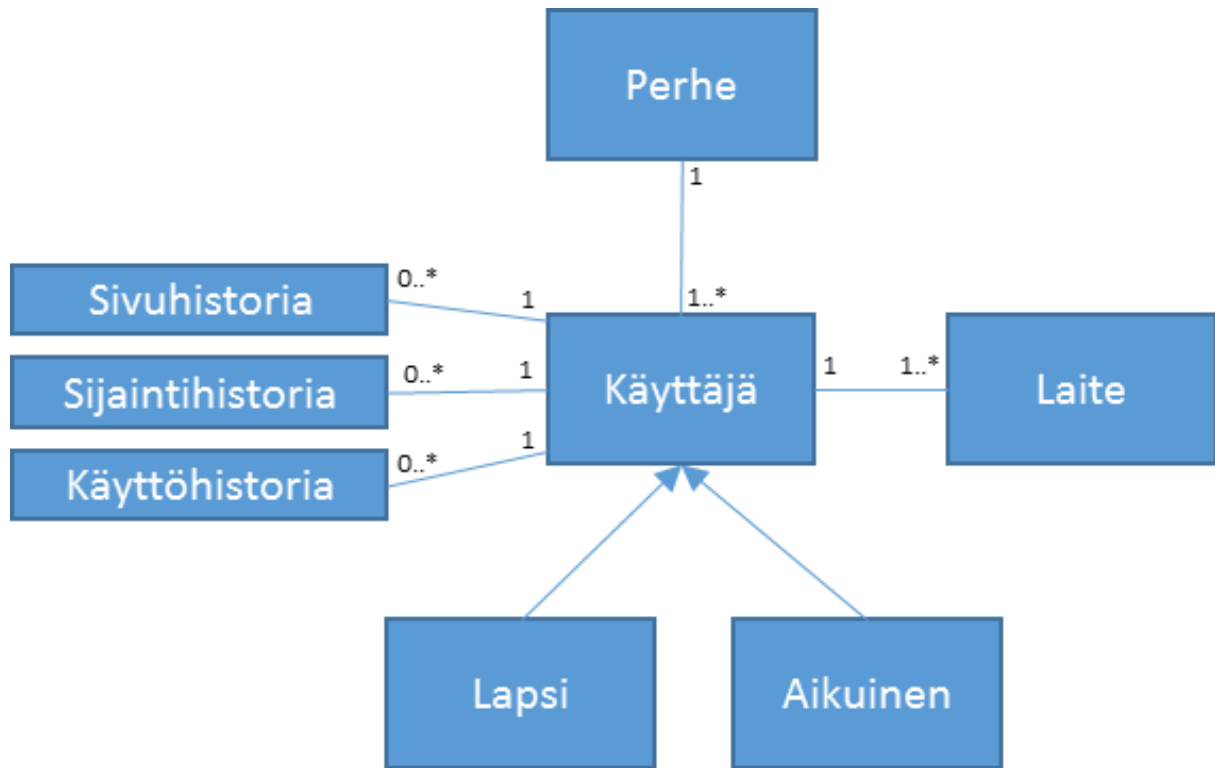 Perhe
1
1..*
Sivuhistoria
0..*
1
Sijaintihistoria
0..*
1
Käyttöhistoria
0..*
1
Käyttäjä
1
1..*
Laite
Lapsi
Aikuinen